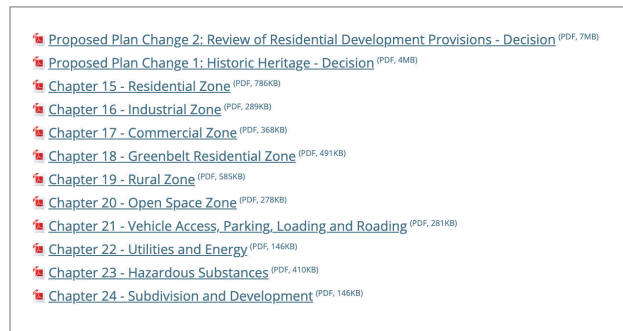 Proposed Plan Change 2: Review of Residential Development Provisions - Decision (PDF, 7MB)
Proposed Plan Change 1: Historic Heritage - Decision (PDF, 4MB)
Chapter 15 - Residential Zone (PDF, 786KB)
Chapter 16 - Industrial Zone (PDF, 289KB)
Chapter 17 - Commercial Zone (PDF, 368KB)
Chapter 18 - Greenbelt Residential Zone (PDF, 491KB)
Chapter 19 - Rural Zone (PDF, 585KB)
Chapter 20 - Open Space Zone (PDF, 278KB)
Chapter 21 - Vehicle Access, Parking, Loading and Roading (PDF, 281KB)
Chapter 22 - Utilities and Energy (PDF, 146KB)
Chapter 23 - Hazardous Substances (PDF, 410KB)
Chapter 24 - Subdivision and Development (PDF, 146KB)